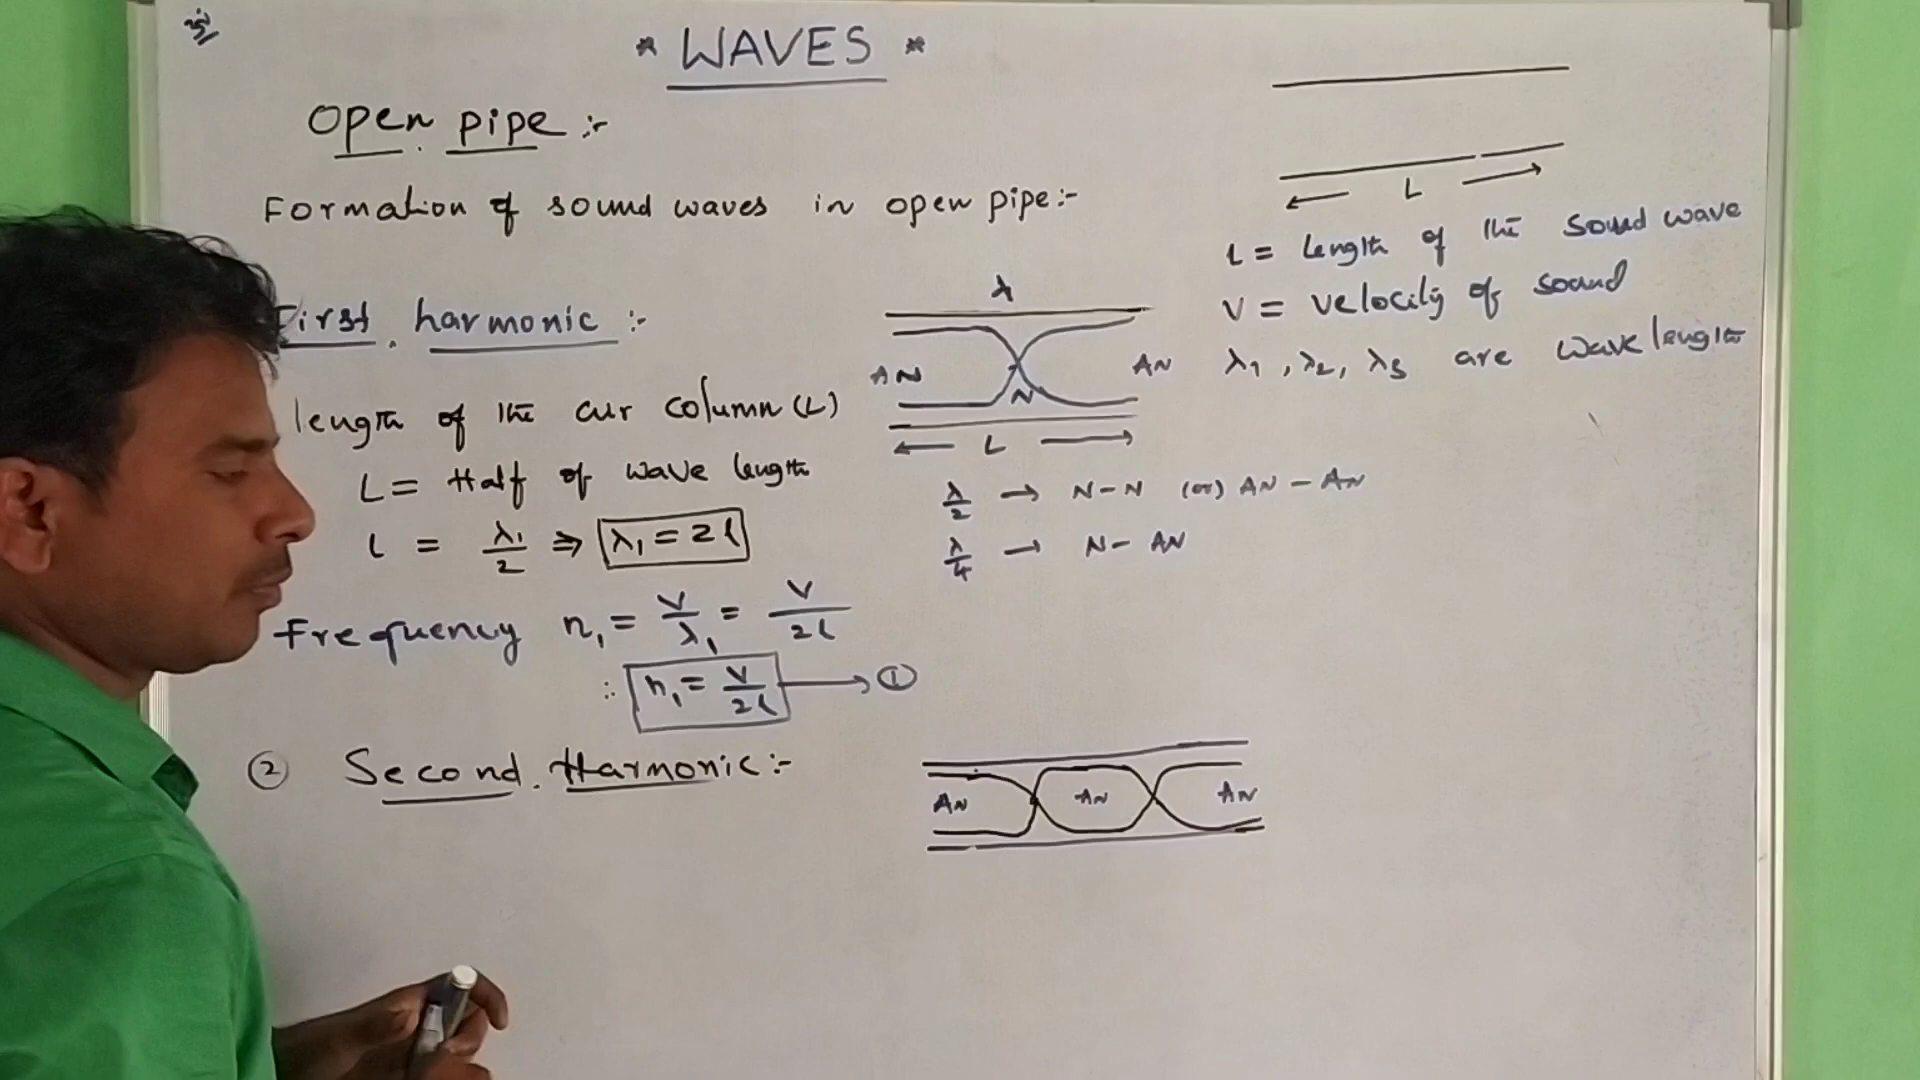 * WAVES *
Open pipe :-
Formation of sound waves in open pipe:-
L
L = Length of the sound wave
V = Velocity of sound
λ1, λ2, λ3 are wave lengths
First harmonic :-
λ
AN AN
N
L
length of the air column (L)
L = Half of wave length
l = λ1/2 ⇒ λ1 = 2l
λ/2 → N-N (or) AN-AN
λ/4 → N-AN
Frequency n1 = V/λ1 = V/2l
∴ n1 = V/2l → ①
② Second Harmonic:-
AN AN AN